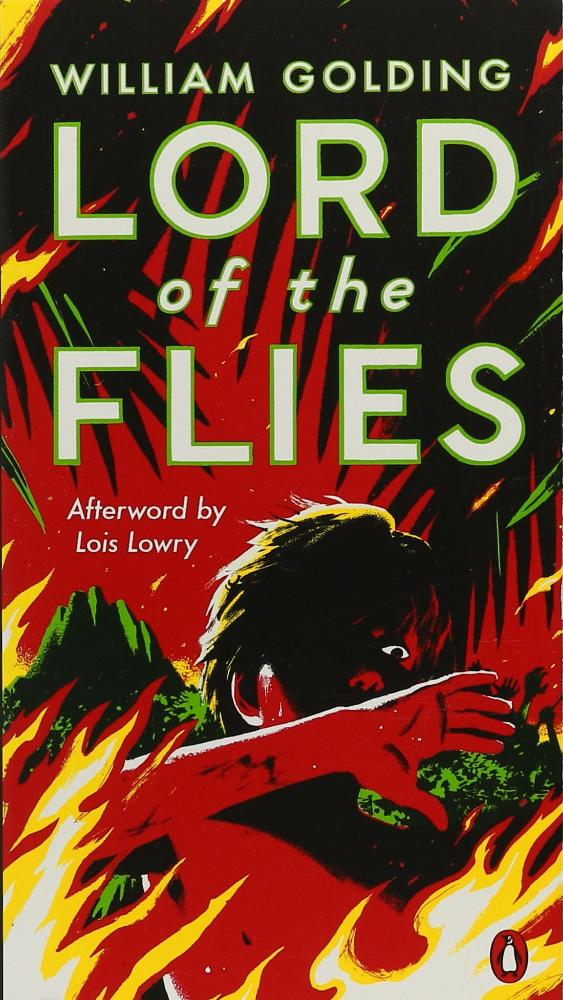 WILLIAM GOLDING
LORD
of the
FLIES
Afterword by
Lois Lowry